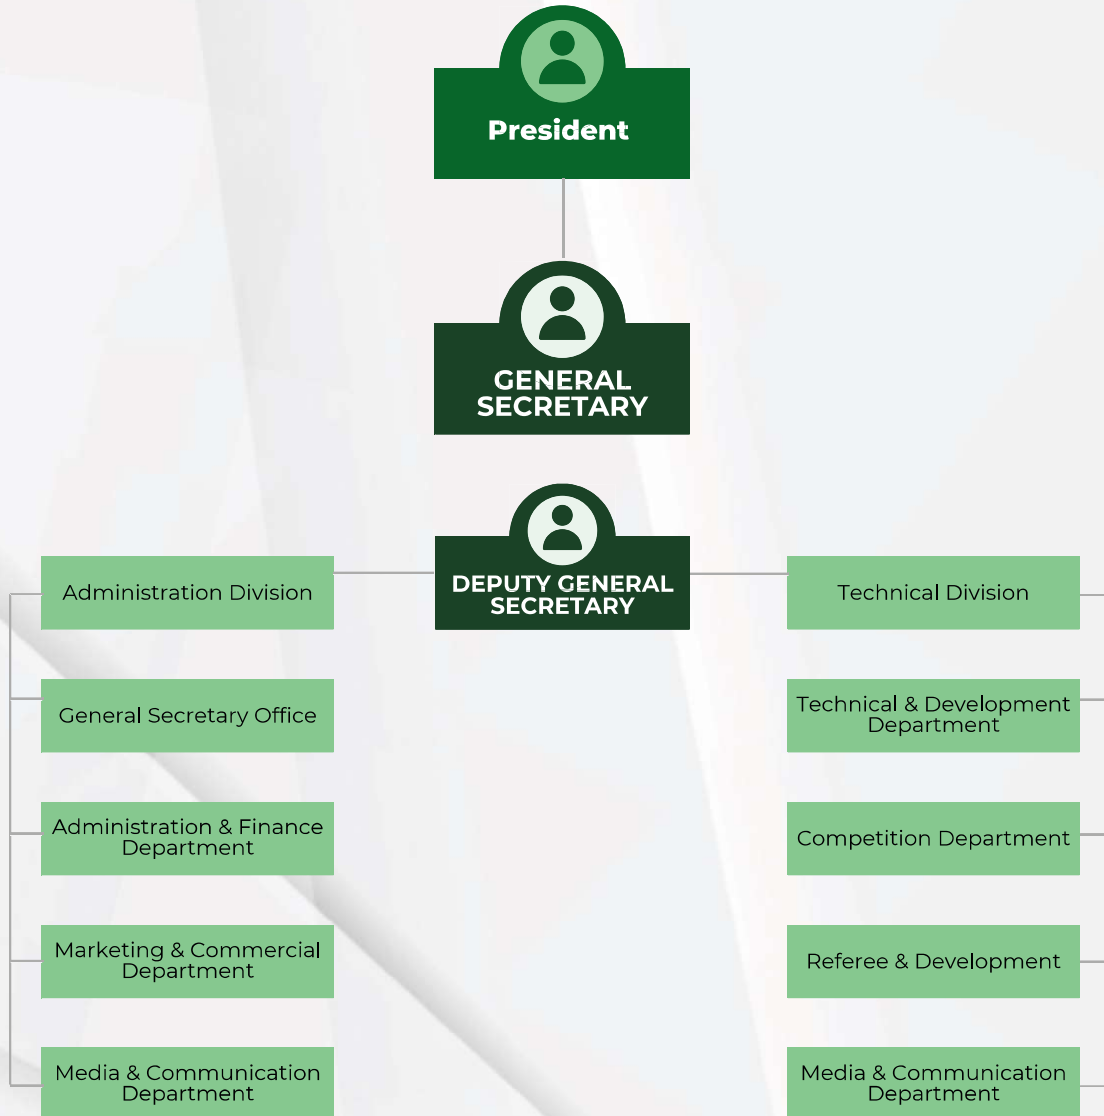 President
GENERAL
SECRETARY
DEPUTY GENERAL
SECRETARY
Administration Division
General Secretary Office
Administration & Finance
Department
Marketing & Commercial
Department
Media & Communication
Department
Technical Division
Technical & Development
Department
Competition Department
Referee & Development
Media & Communication
Department